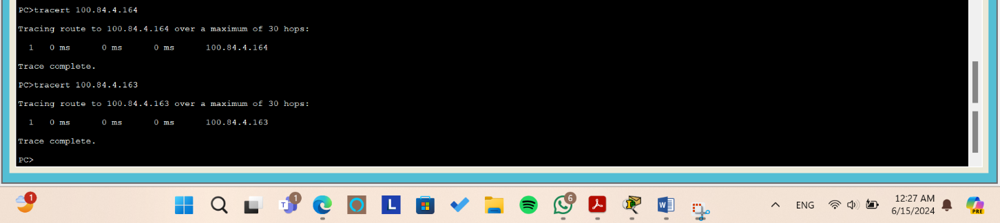 PC>tracert 100.84.4.164
Tracing route to 100.84.4.164 over a maximum of 30 hops:
1 0 ms 0 ms 0 ms 100.84.4.164
Trace complete.
PC>tracert 100.84.4.163
Tracing route to 100.84.4.163 over a maximum of 30 hops:
1 0 ms 0 ms 0 ms 100.84.4.163
Trace complete.
PC>
1
T
1
L
6
W
ENG
12:27 AM
6/15/2024
PRE